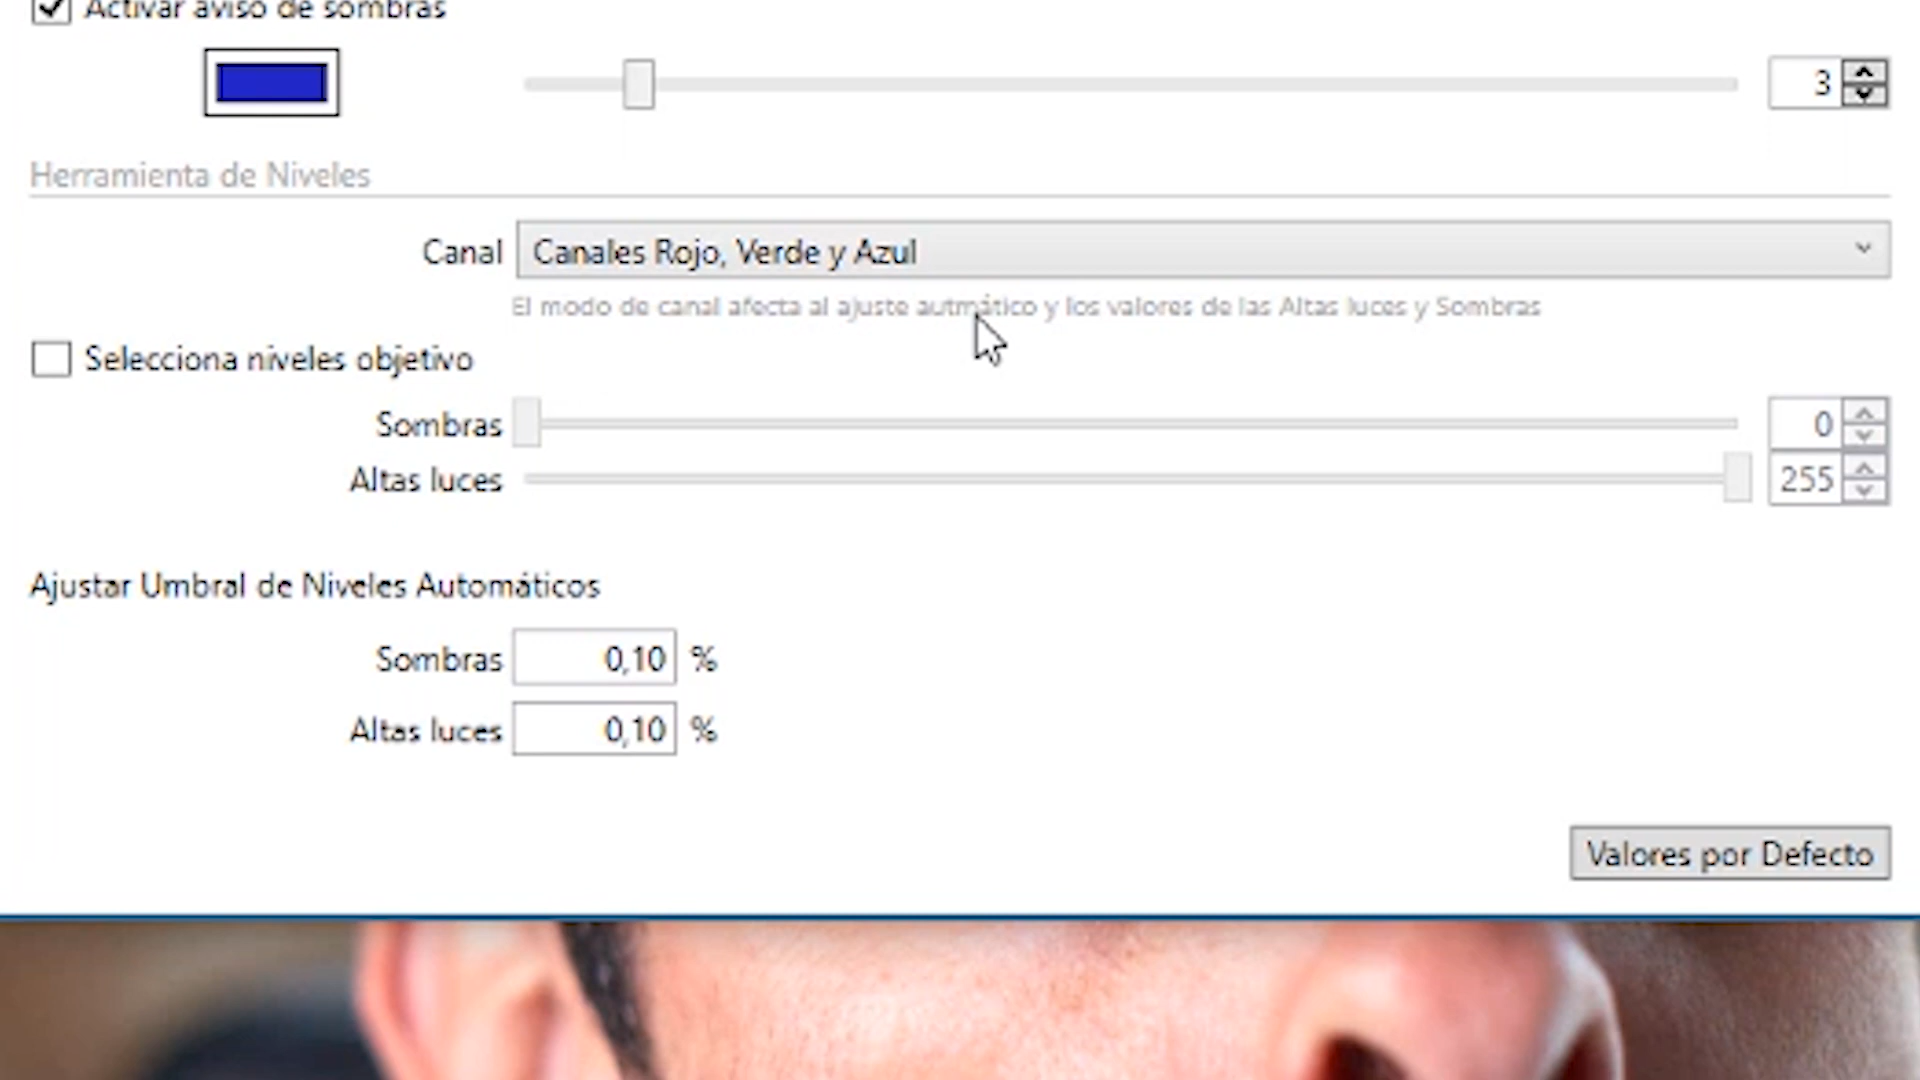 Activar aviso de sombras
3
Herramienta de Niveles
Canal Canales Rojo, Verde y Azul
El modo de canal afecta al ajuste autmático y los valores de las Altas luces y Sombras
Selecciona niveles objetivo
Sombras 0
Altas luces 255
Ajustar Umbral de Niveles Automáticos
Sombras 0,10 %
Altas luces 0,10 %
Valores por Defecto